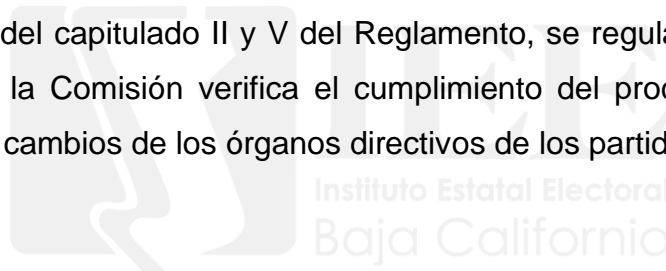 del capitulado II y V del Reglamento, se regula
la Comisión verifica el cumplimiento del proc
cambios de los órganos directivos de los partid
IEE
Instituto Estatal Electoral
Baja California